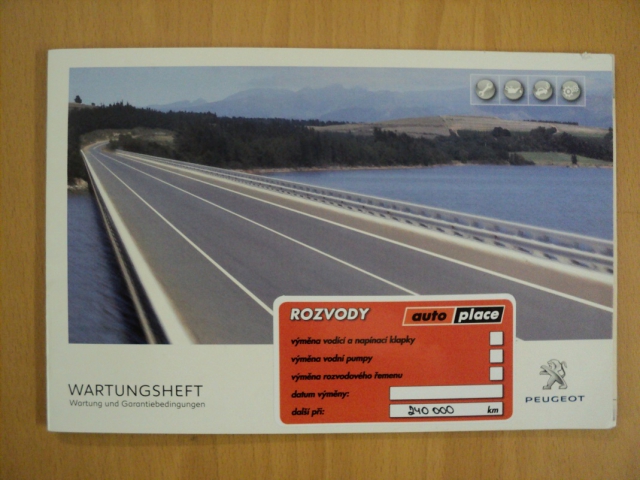 ROZVODY
auto place
výměna vodící a napínací kladky
výměna vodní pumpy
výměna rozvodového řemenu
datum výměny:
další při: 240 000 km
WARTUNGSHEFT
Wartung und Garantiebedingungen
PEUGEOT